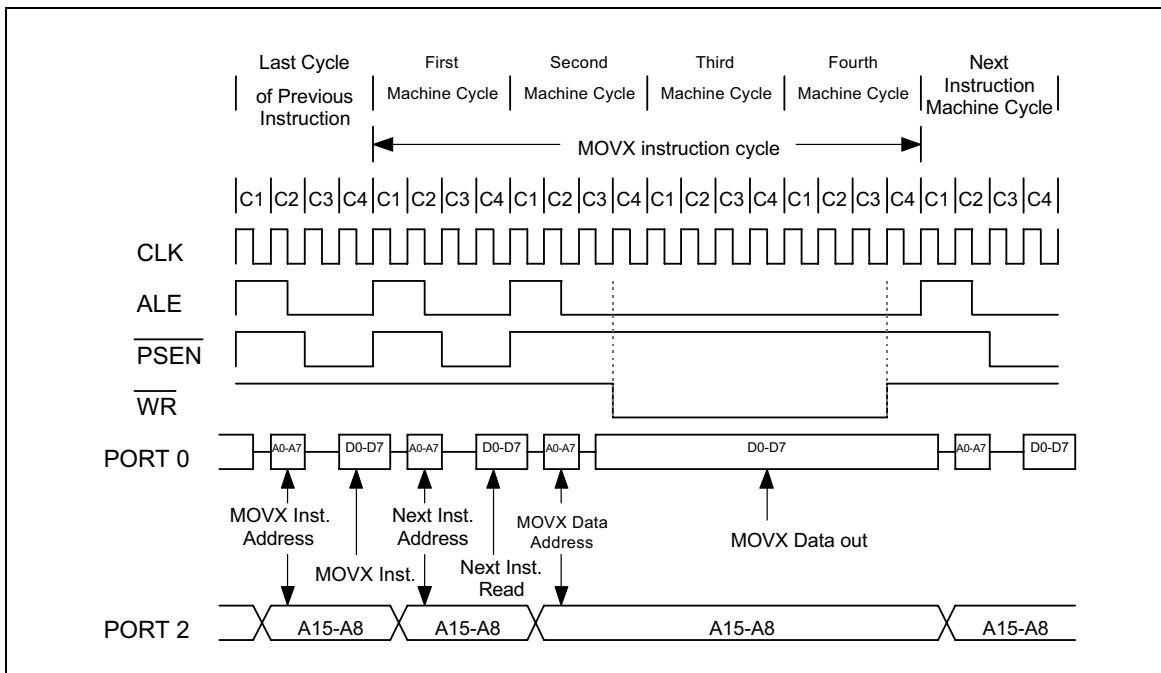 Last Cycle
of Previous
Instruction
First
Machine Cycle
Second
Machine Cycle
Third
Machine Cycle
Fourth
Machine Cycle
Next
Instruction
Machine Cycle
MOVX instruction cycle
C1 C2 C3 C4 C1 C2 C3 C4 C1 C2 C3 C4 C1 C2 C3 C4 C1 C2 C3 C4 C1 C2 C3 C4
CLK
ALE
PSEN
WR
PORT 0
A0-A7 D0-D7 A0-A7 D0-D7 A0-A7 D0-D7 A0-A7 D0-D7
MOVX Inst.
Address
MOVX Inst.
Next Inst.
Address
Next Inst.
Read
MOVX Data
Address
MOVX Data out
PORT 2
A15-A8 A15-A8 A15-A8 A15-A8